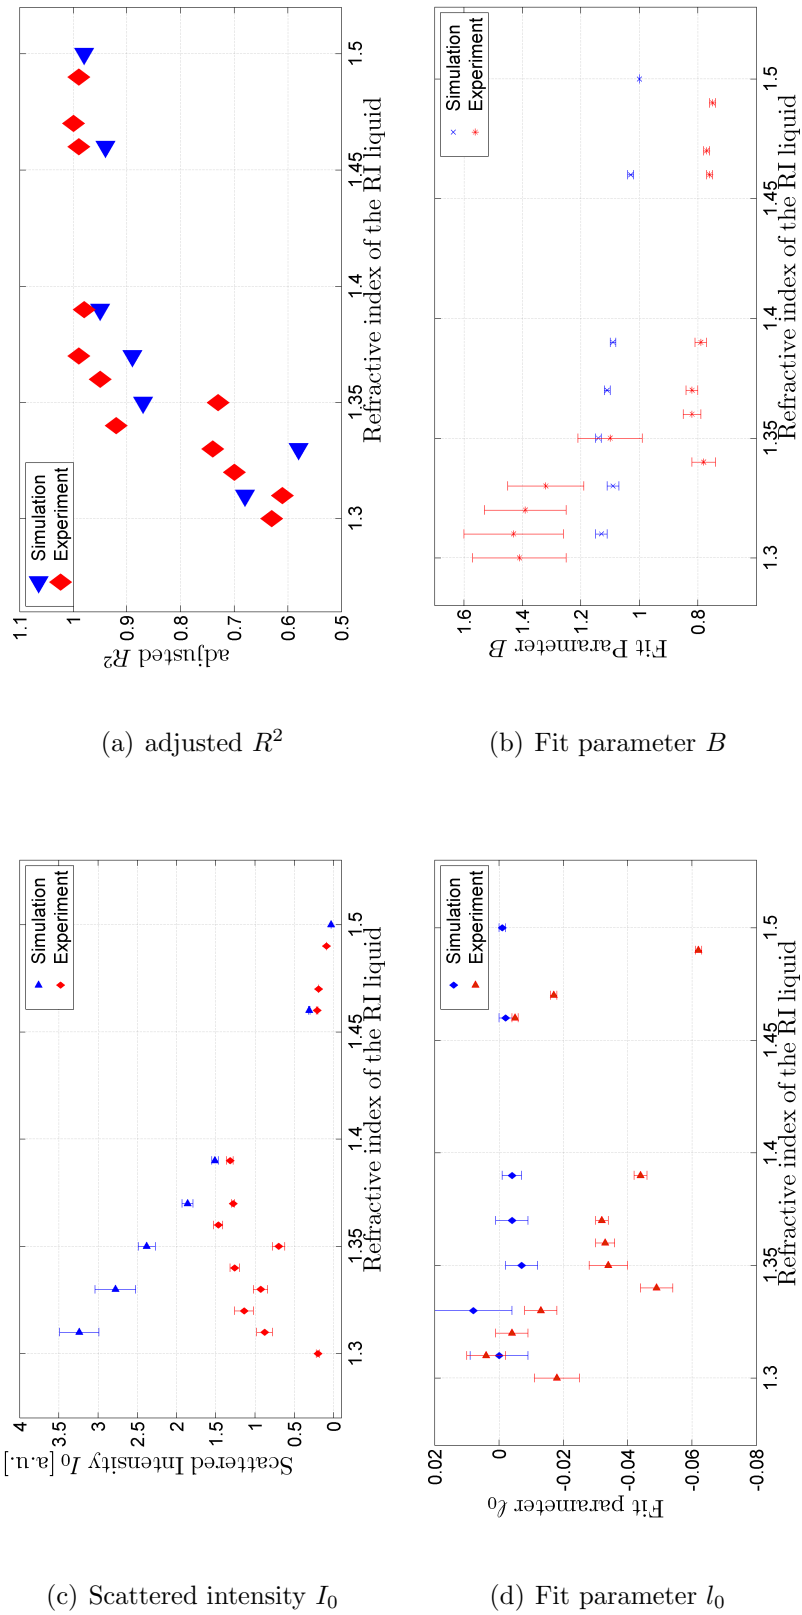 Simulation
Experiment
1.1
1
0.9
0.8
0.7
0.6
0.5
adjusted R²
1.3
1.35
1.4
1.45
1.5
Refractive index of the RI liquid
(a) adjusted R²
Simulation
Experiment
1.6
1.4
1.2
1
0.8
Fit Parameter B
1.3
1.35
1.4
1.45
1.5
Refractive index of the RI liquid
(b) Fit parameter B
Simulation
Experiment
4
3.5
3
2.5
2
1.5
1
0.5
0
Scattered Intensity I₀ [a.u.]
1.3
1.35
1.4
1.45
1.5
Refractive index of the RI liquid
(c) Scattered intensity I₀
Simulation
Experiment
0.02
0
-0.02
-0.04
-0.06
-0.08
Fit parameter ℓ₀
1.3
1.35
1.4
1.45
1.5
Refractive index of the RI liquid
(d) Fit parameter l₀